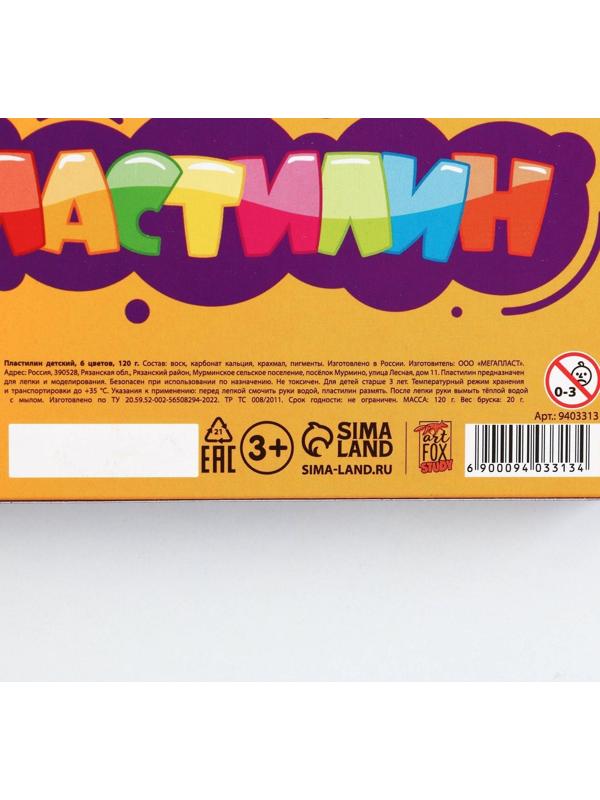 ПЛАСТИЛИН
Пластилин детский, 6 цветов, 120 г. Состав: воск, карбонат кальция, крахмал, пигменты. Изготовлено в России. Изготовитель: ООО «МЕГАПЛАСТ».
Адрес: Россия, 390528, Рязанская обл., Рязанский район, Мурминское сельское поселение, посёлок Мурмино, улица Лесная, дом 11. Пластилин предназначен
для лепки и моделирования. Безопасен при использовании по назначению. Не токсичен. Для детей старше 3 лет. Температурный режим хранения
и транспортировки до +35 °С. Указания к применению: перед лепкой смочить руки водой, пластилин размять. После лепки руки вымыть тёплой водой
с мылом. Изготовлено по ТУ 20.59.52-002-56508294-2022. ТР ТС 008/2011. Срок годности: не ограничен. МАССА: 120 г. Вес бруска: 20 г.
0-3
Арт.: 9403313
21
EAC
3+
SIMA
LAND
SIMA-LAND.RU
art
FOX
STUDY
6 900094 033134